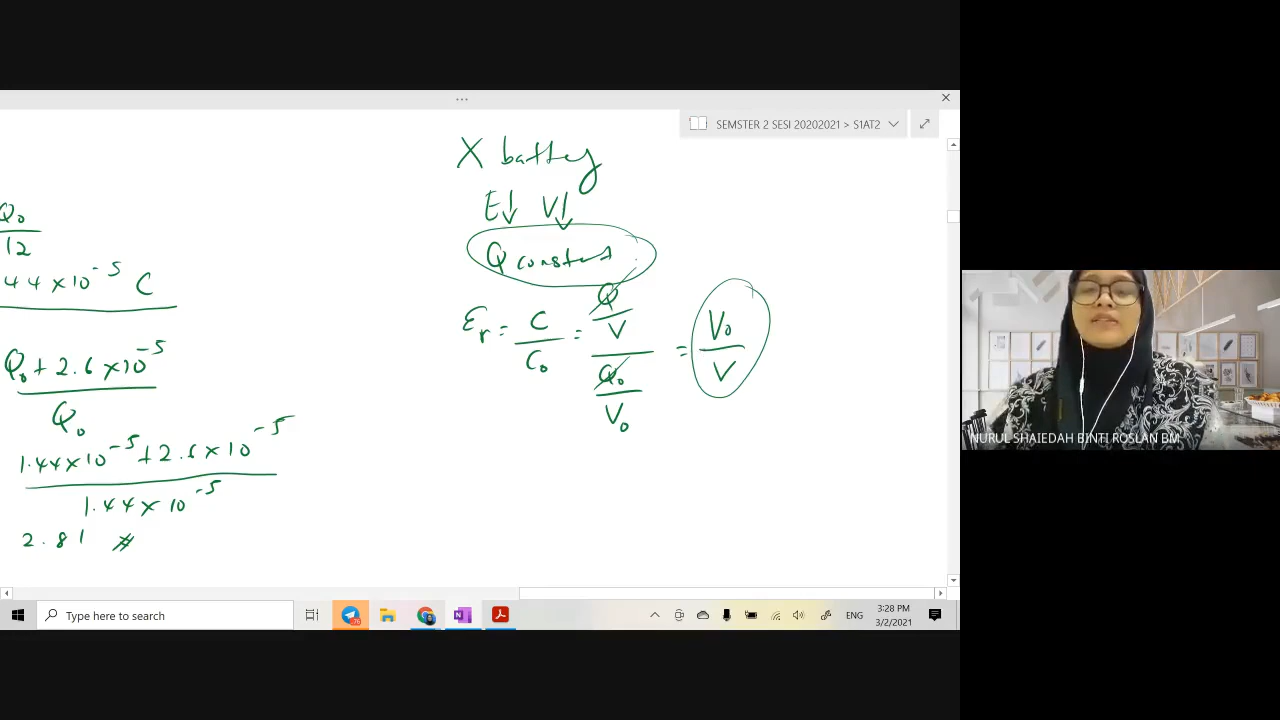 SEMSTER 2 SESI 20202021 > S1AT2
X battery
E↓ V↓
Q constant
εr = C/C₀ = (Q/V)/(Q₀/V₀) = V₀/V
Q₀
12
44 × 10⁻⁵ C
Q₀ + 2.6 × 10⁻⁵
Q₀
1.44 × 10⁻⁵ + 2.6 × 10⁻⁵
1.44 × 10⁻⁵
2.81 #
NURUL SHAIEDAH BINTI ROSLAN BM
Type here to search
ENG
3:28 PM
3/2/2021